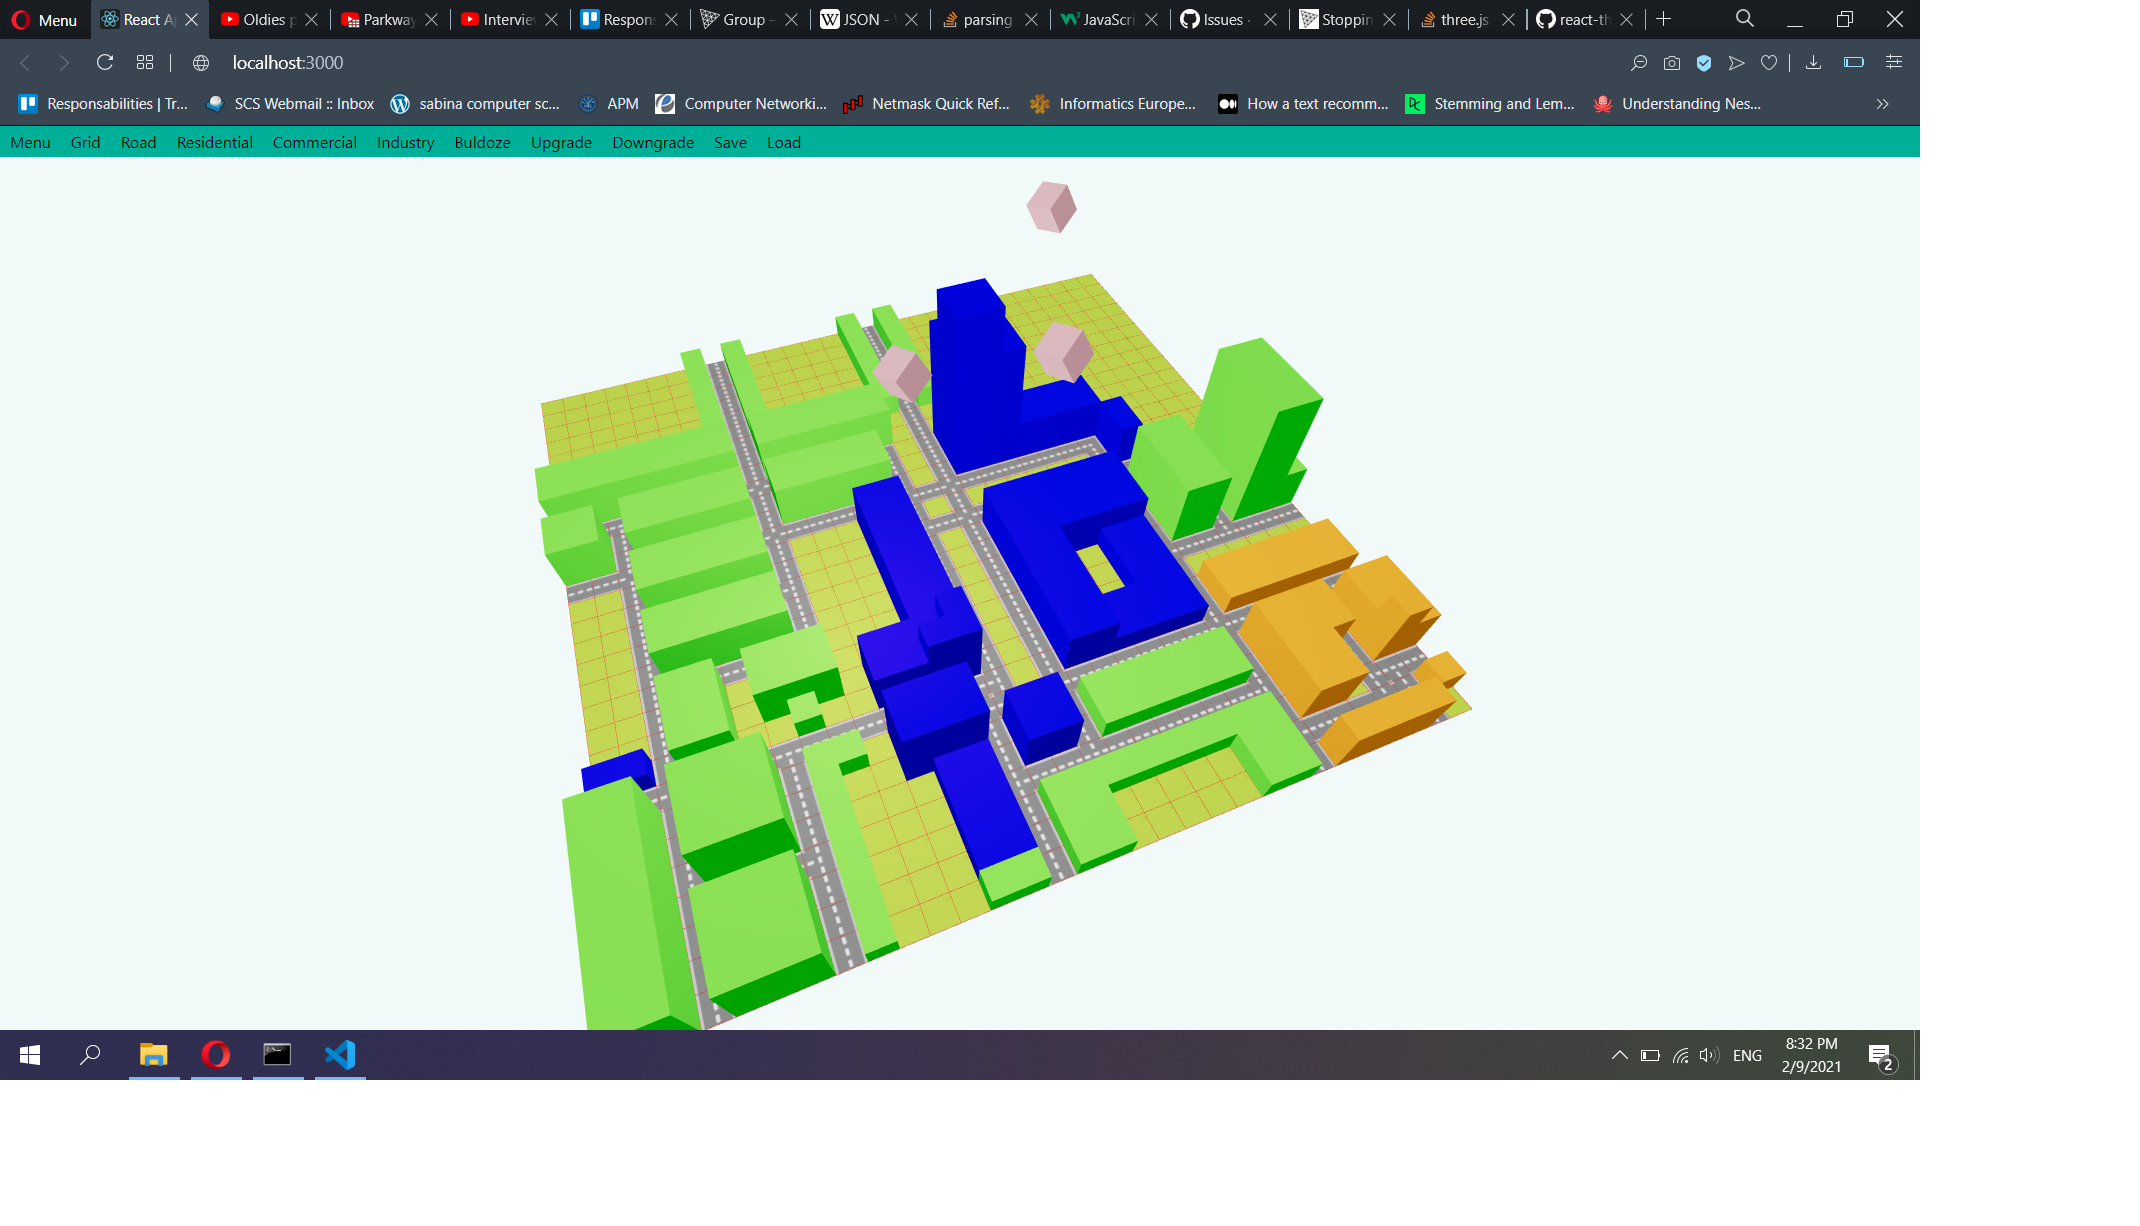 Menu React A Oldies p Parkway Interview Respons Group - JSON - parsing JavaScri Issues · Stoppin three.js react-th
localhost:3000
Responsabilities | Tr... SCS Webmail :: Inbox sabina computer sc... APM Computer Networki... Netmask Quick Ref... Informatics Europe... How a text recomm... Stemming and Lem... Understanding Nes...
Menu Grid Road Residential Commercial Industry Buldoze Upgrade Downgrade Save Load
ENG
8:32 PM
2/9/2021
2